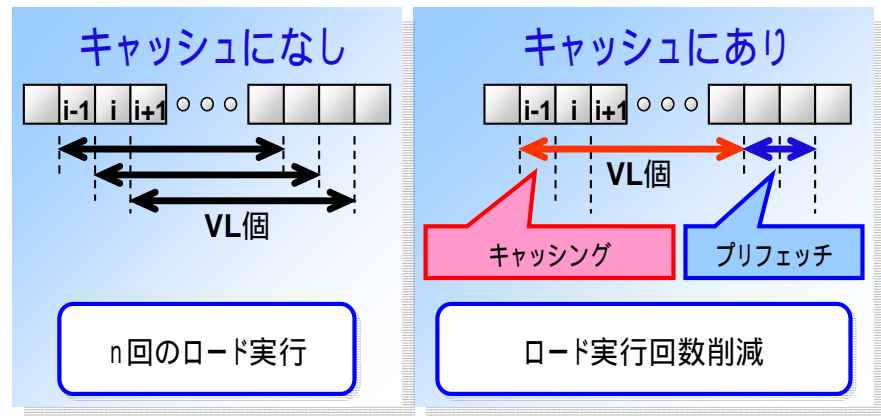 キャッシュになし
i-1 i i+1 ○○○
VL個
n回のロード実行
キャッシュにあり
i-1 i i+1 ○○○
VL個
キャッシング
プリフェッチ
ロード実行回数削減